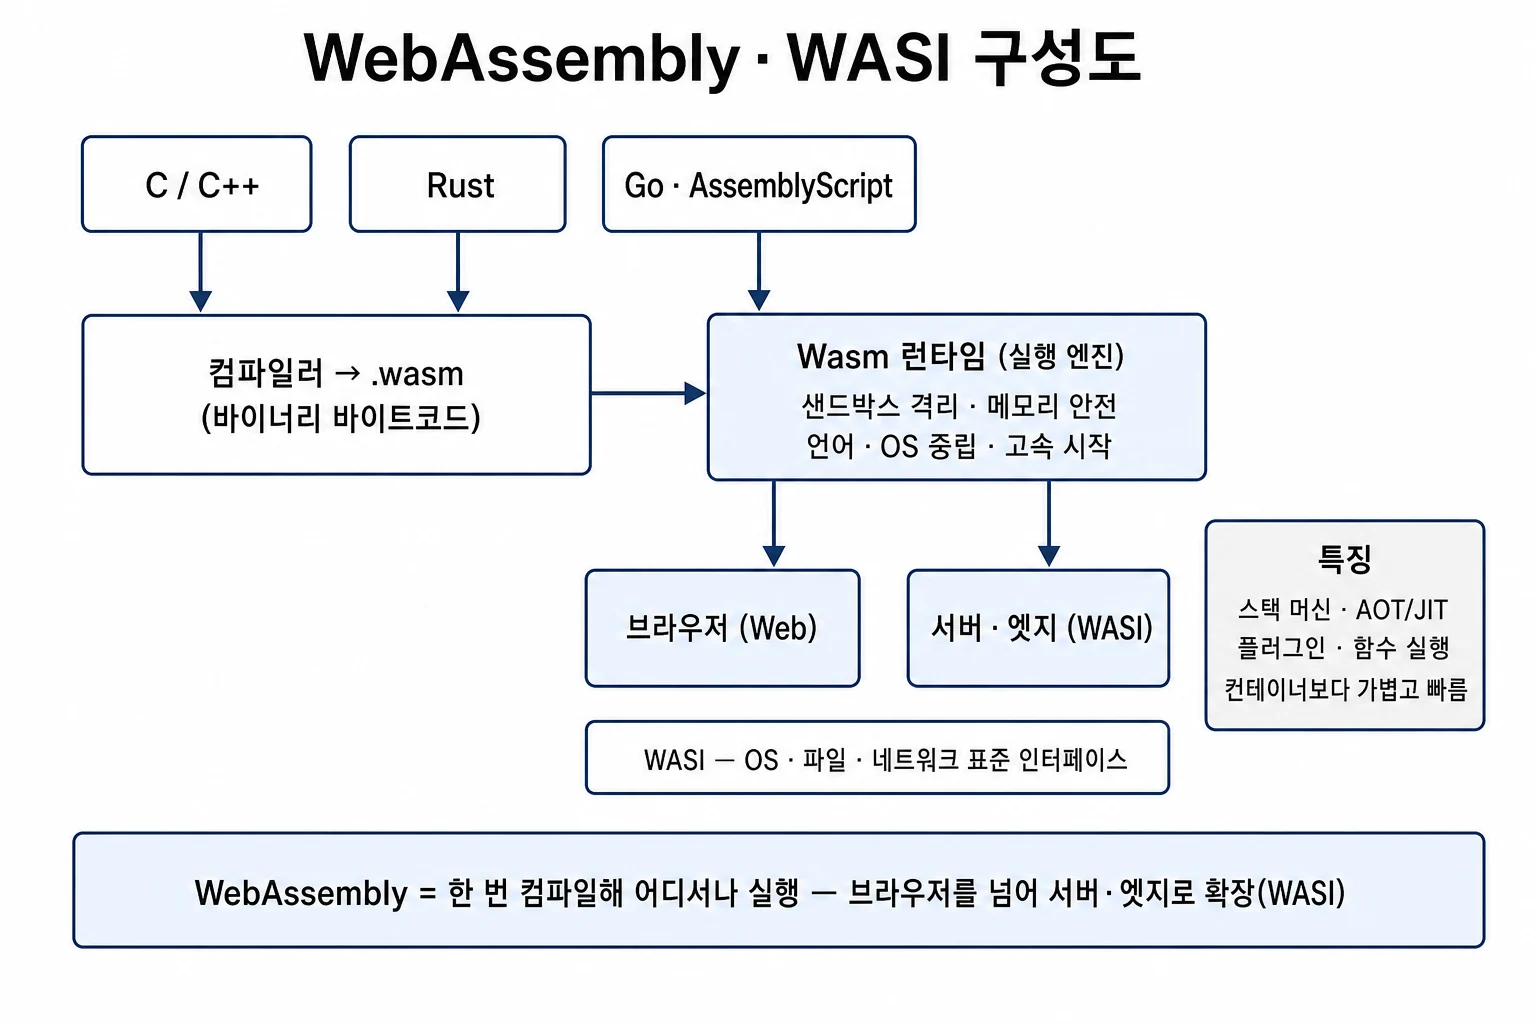 WebAssembly · WASI 구성도
C / C++
Rust
Go · AssemblyScript
컴파일러 → .wasm
(바이너리 바이트코드)
Wasm 런타임 (실행 엔진)
샌드박스 격리 · 메모리 안전
언어 · OS 중립 · 고속 시작
브라우저 (Web)
서버 · 엣지 (WASI)
특징
스택 머신 · AOT/JIT
플러그인 · 함수 실행
컨테이너보다 가볍고 빠름
WASI — OS · 파일 · 네트워크 표준 인터페이스
WebAssembly = 한 번 컴파일해 어디서나 실행 — 브라우저를 넘어 서버 · 엣지로 확장(WASI)